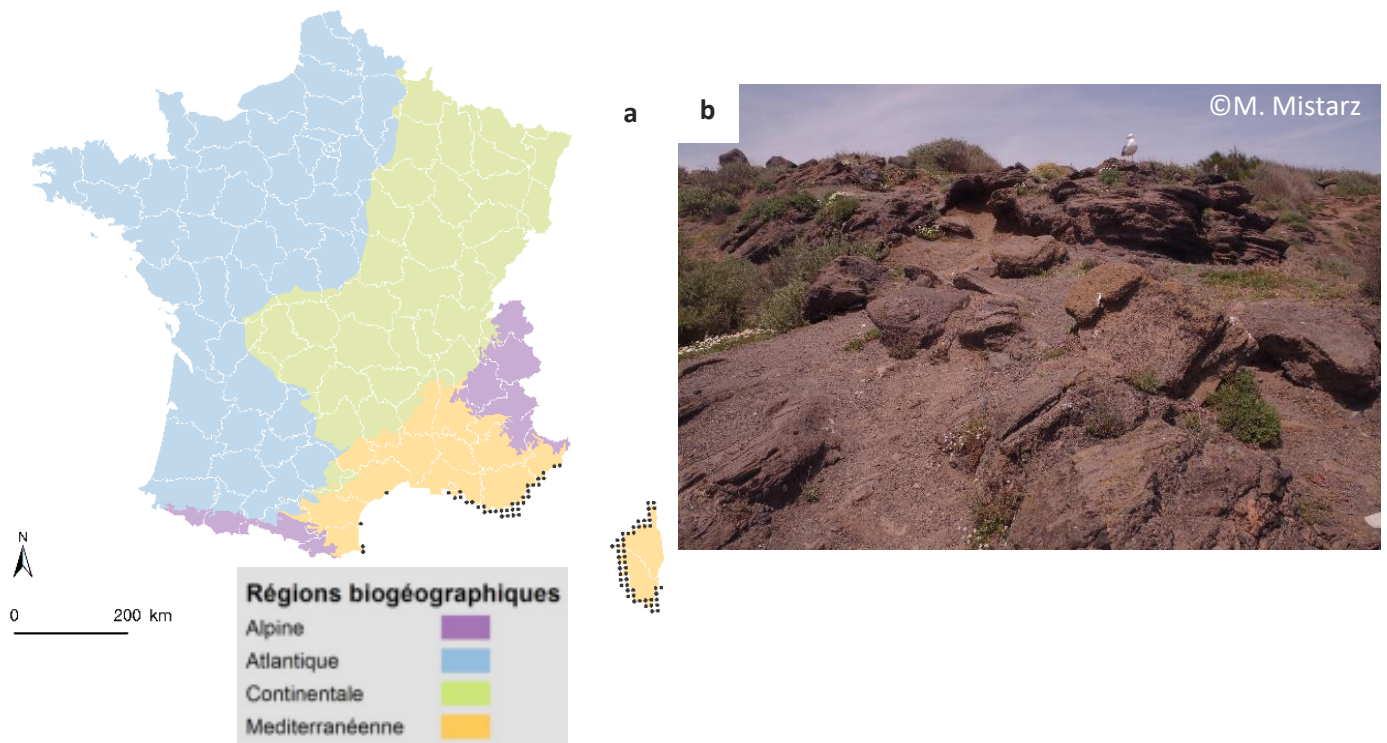 a
b
©M. Mistarz
N
0 200 km
Régions biogéographiques
Alpine
Atlantique
Continentale
Mediterranéenne